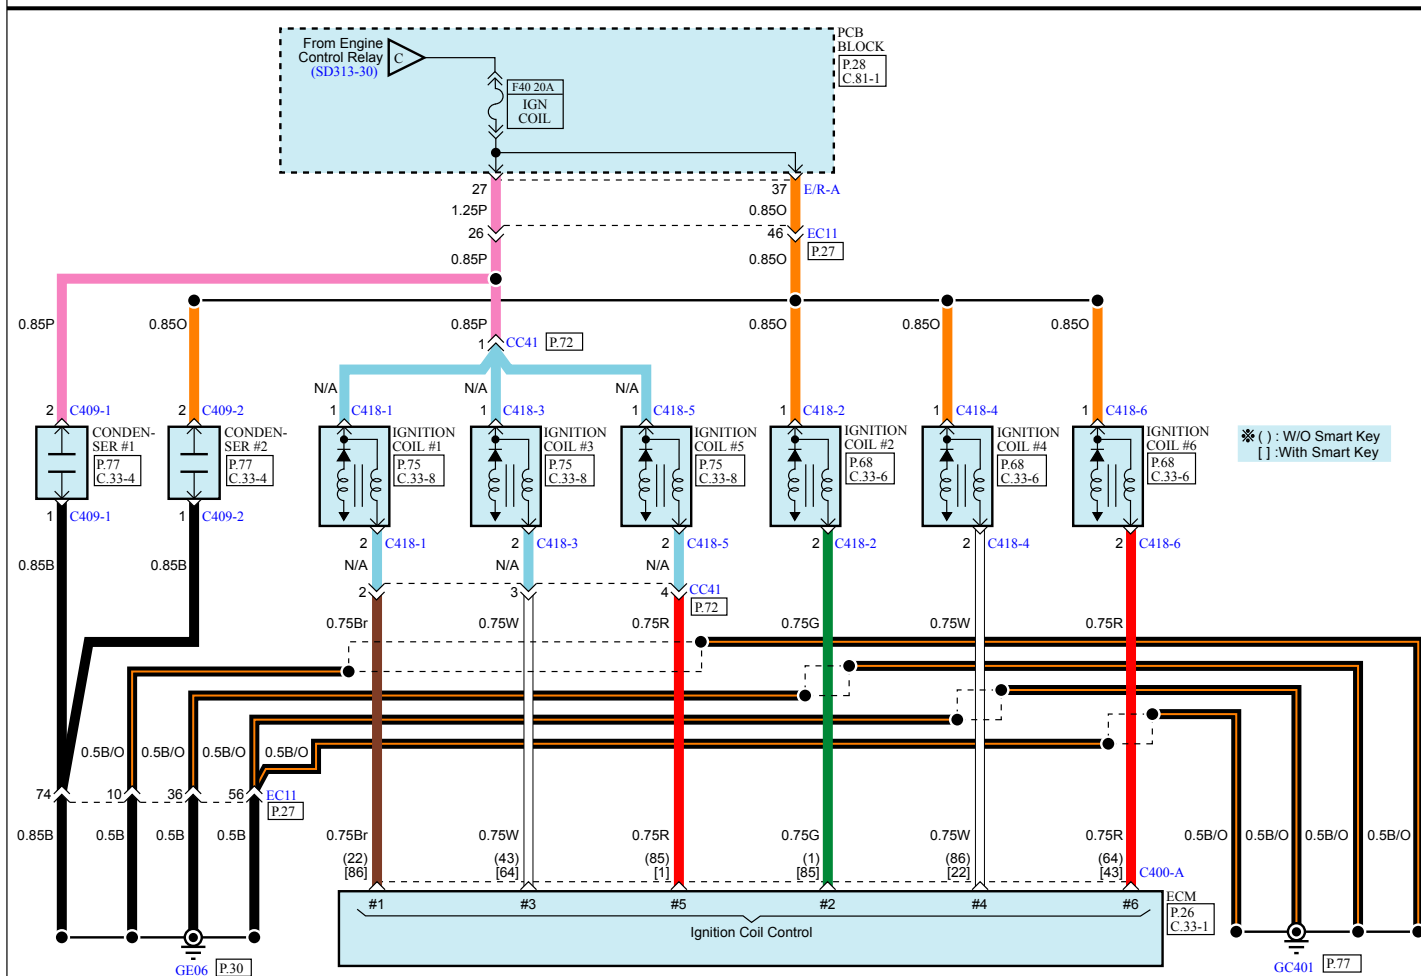 From Engine
Control Relay
(SD313-30)
C
F40 20A
IGN
COIL
PCB
BLOCK
P.28
C.81-1
27
37
E/R-A
1.25P
0.85O
26
46
EC11
P.27
0.85P
0.85O
0.85P
0.85O
0.85P
0.85O
0.85O
0.85O
1
CC41
P.72
N/A
N/A
N/A
2
C409-1
2
C409-2
1
C418-1
1
C418-3
1
C418-5
1
C418-2
1
C418-4
1
C418-6
CONDEN-
SER #1
P.77
C.33-4
CONDEN-
SER #2
P.77
C.33-4
IGNITION
COIL #1
P.75
C.33-8
IGNITION
COIL #3
P.75
C.33-8
IGNITION
COIL #5
P.75
C.33-8
IGNITION
COIL #2
P.68
C.33-6
IGNITION
COIL #4
P.68
C.33-6
IGNITION
COIL #6
P.68
C.33-6
※ ( ) : W/O Smart Key
[ ] :With Smart Key
1
C409-1
1
C409-2
2
C418-1
2
C418-3
2
C418-5
2
C418-2
2
C418-4
2
C418-6
0.85B
0.85B
N/A
N/A
N/A
2
3
4
CC41
P.72
0.75Br
0.75W
0.75R
0.75G
0.75W
0.75R
0.5B/O
0.5B/O
0.5B/O
0.5B/O
74
10
36
56
EC11
P.27
0.85B
0.5B
0.5B
0.5B
0.75Br
0.75W
0.75R
0.75G
0.75W
0.75R
0.5B/O
0.5B/O
0.5B/O
0.5B/O
(22)
[86]
(43)
[64]
(85)
[1]
(1)
[85]
(86)
[22]
(64)
[43]
C400-A
#1
#3
#5
#2
#4
#6
Ignition Coil Control
ECM
P.26
C.33-1
GE06
P.30
GC401
P.77